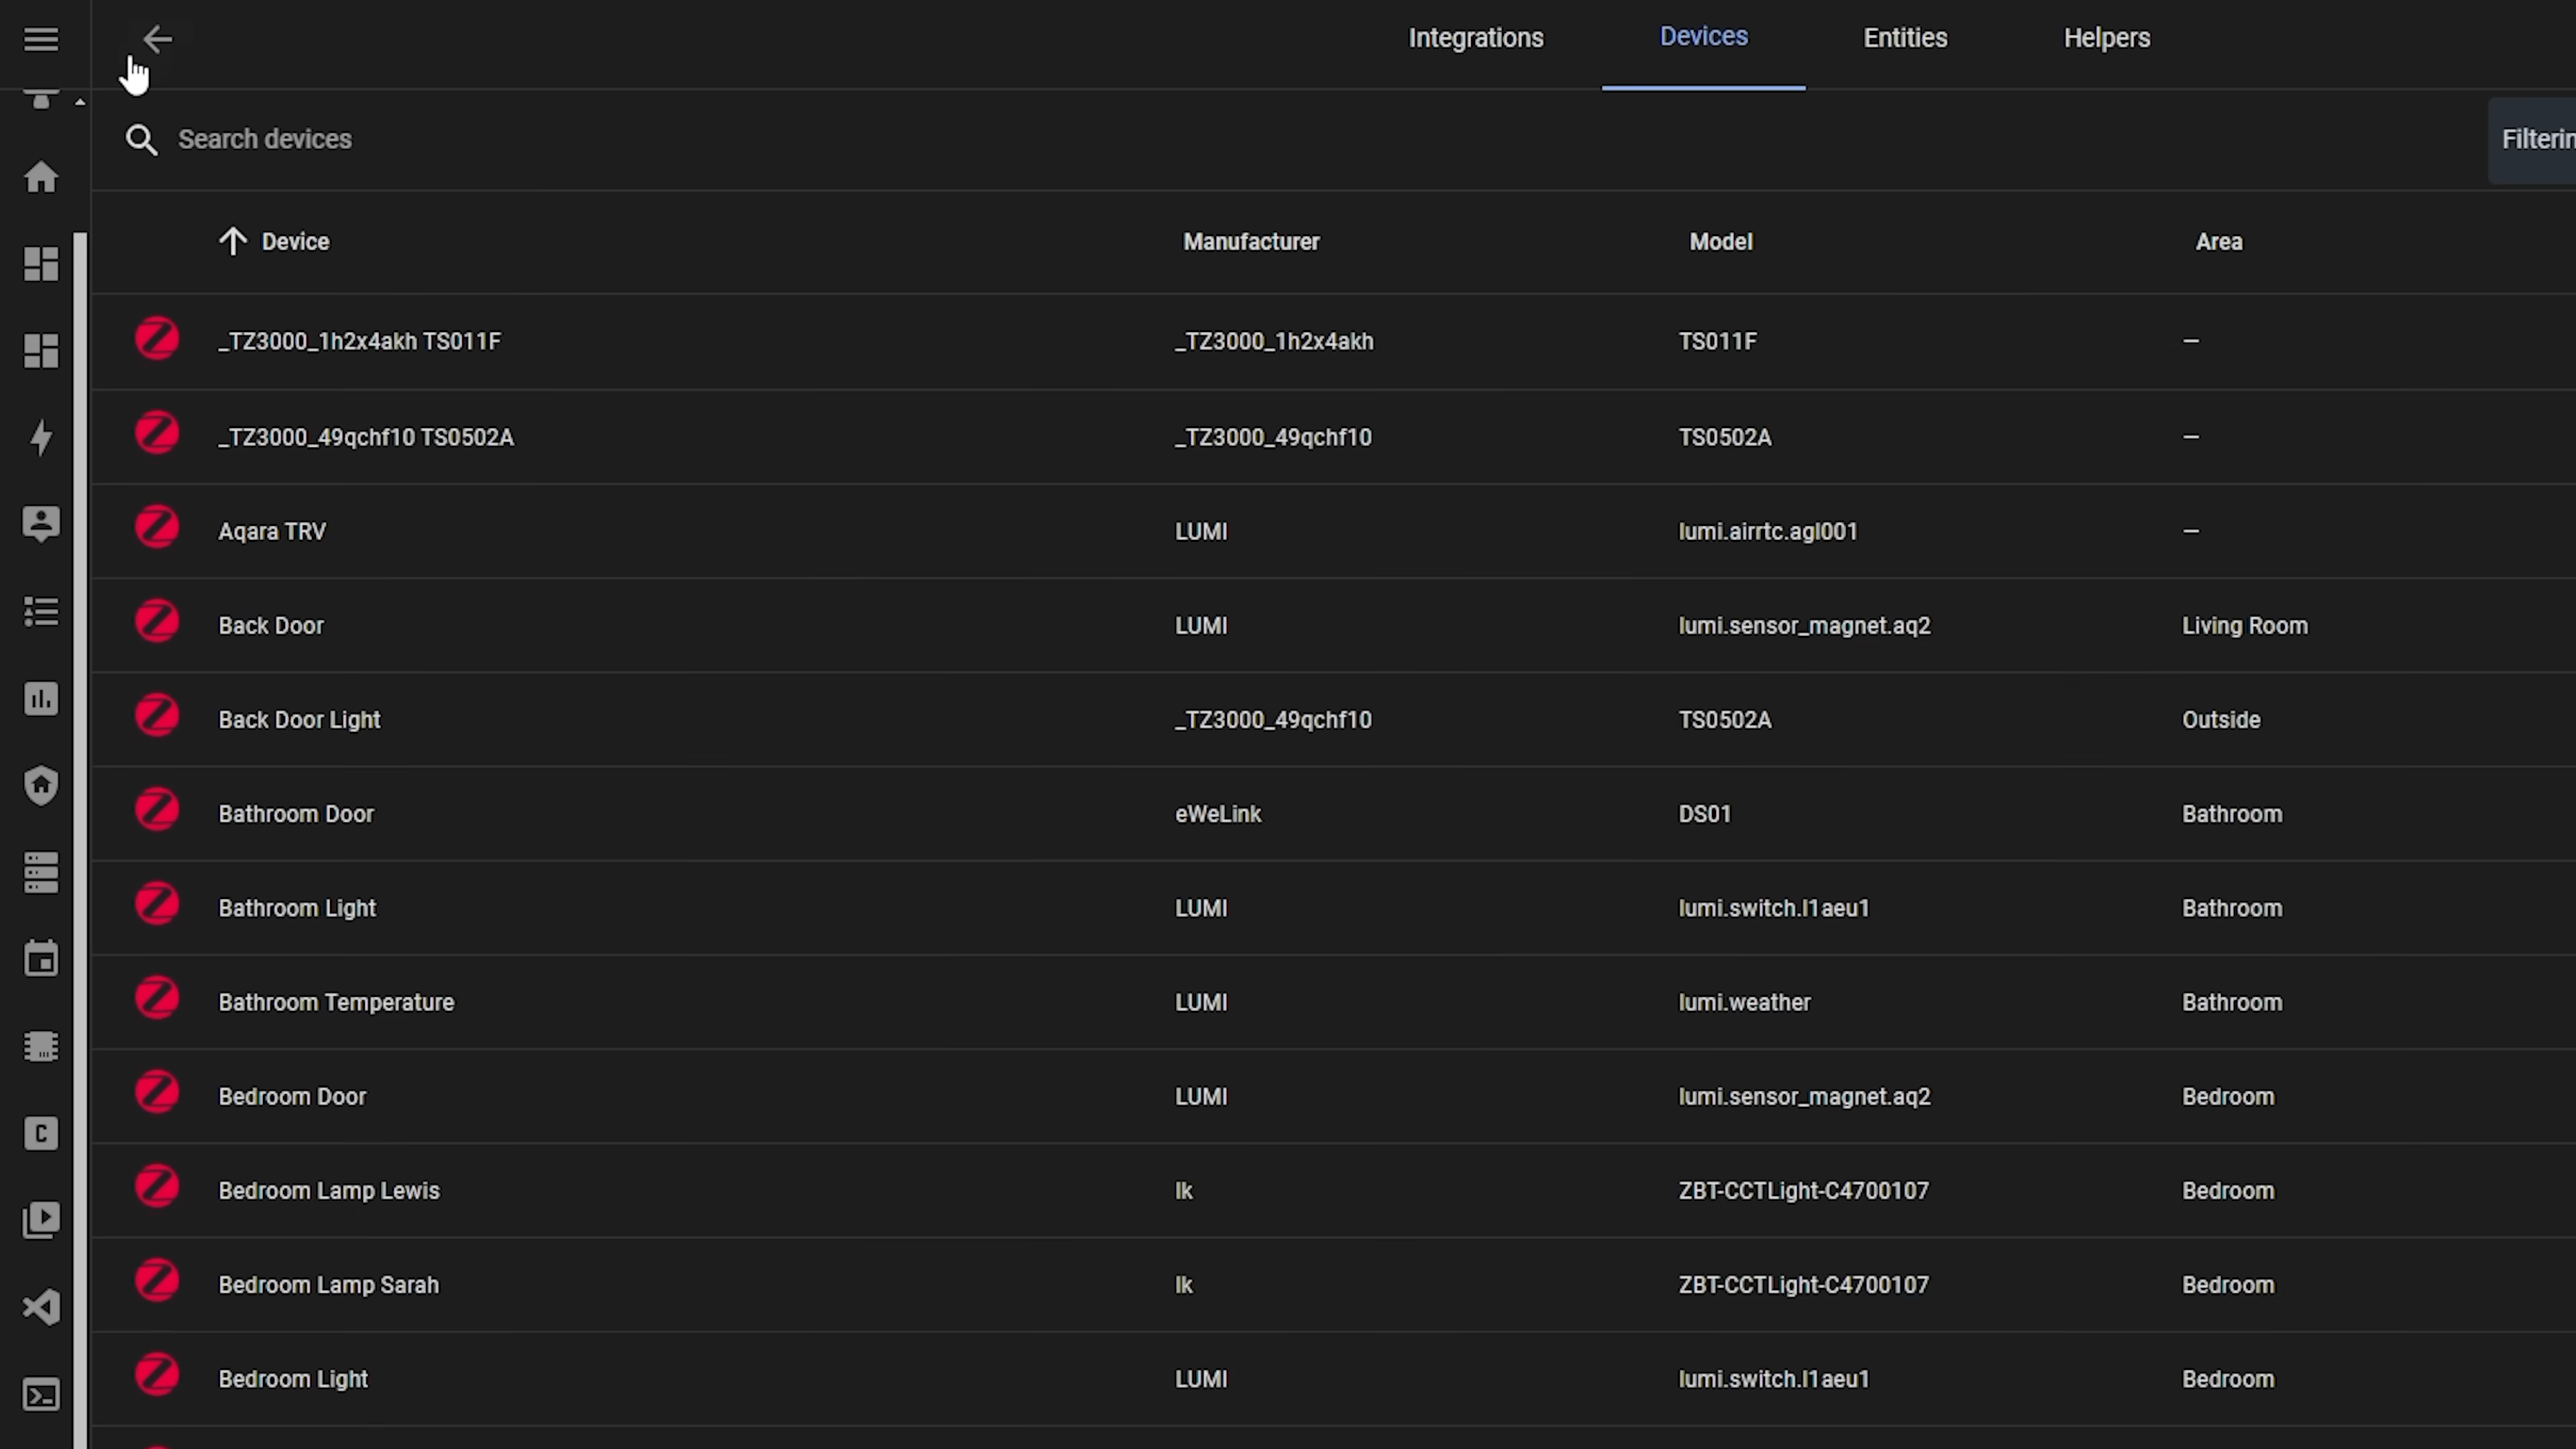 Integrations Devices Entities Helpers
Search devices Filterin
Device Manufacturer Model Area
_TZ3000_1h2x4akh TS011F _TZ3000_1h2x4akh TS011F –
_TZ3000_49qchf10 TS0502A _TZ3000_49qchf10 TS0502A –
Aqara TRV LUMI lumi.airrtc.agl001 –
Back Door LUMI lumi.sensor_magnet.aq2 Living Room
Back Door Light _TZ3000_49qchf10 TS0502A Outside
Bathroom Door eWeLink DS01 Bathroom
Bathroom Light LUMI lumi.switch.l1aeu1 Bathroom
Bathroom Temperature LUMI lumi.weather Bathroom
Bedroom Door LUMI lumi.sensor_magnet.aq2 Bedroom
Bedroom Lamp Lewis lk ZBT-CCTLight-C4700107 Bedroom
Bedroom Lamp Sarah lk ZBT-CCTLight-C4700107 Bedroom
Bedroom Light LUMI lumi.switch.l1aeu1 Bedroom